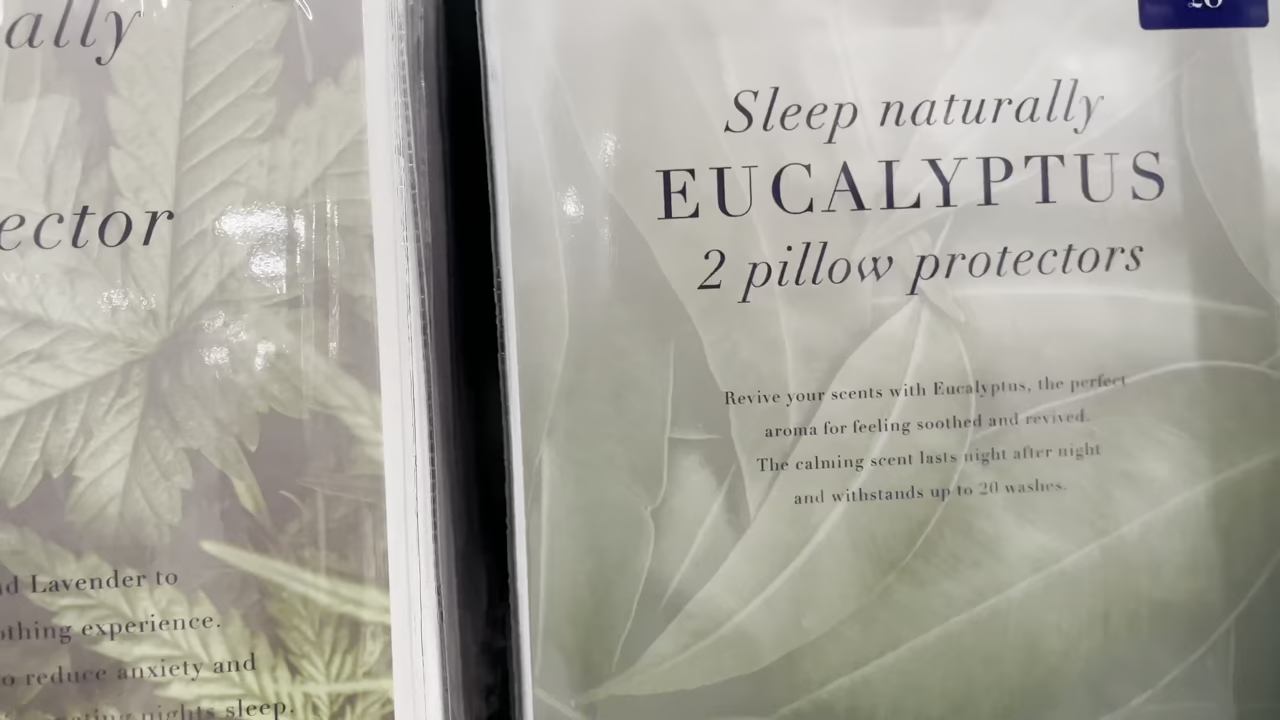 ally
ector
d Lavender to
othing experience.
o reduce anxiety and
nights sleep.
Sleep naturally
EUCALYPTUS
2 pillow protectors
Revive your scents with Eucalyptus, the perfect
aroma for feeling soothed and revived.
The calming scent lasts night after night
and withstands up to 20 washes.